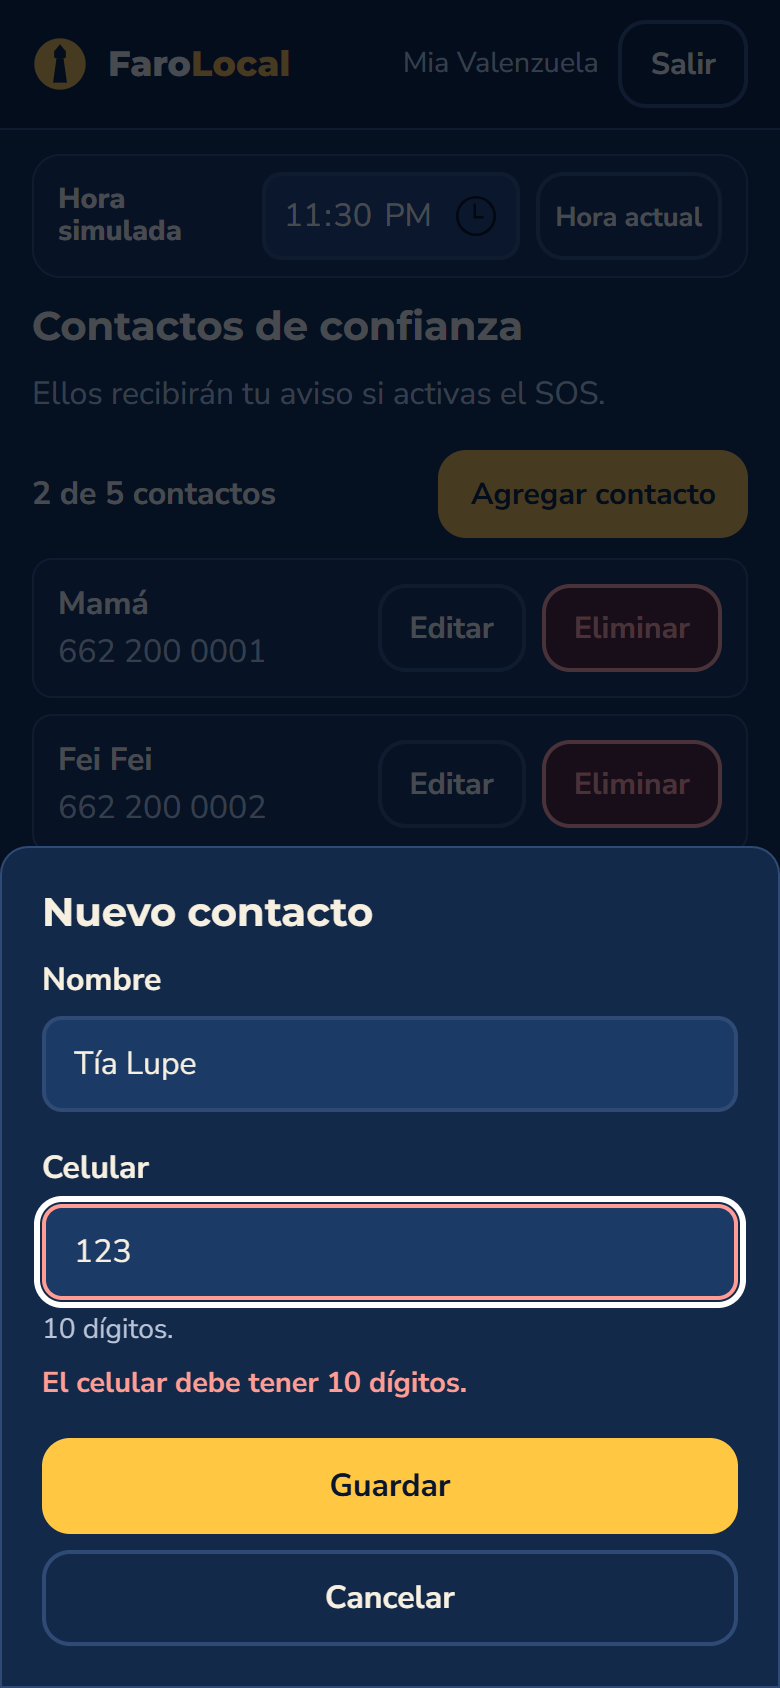 FaroLocal
Mia Valenzuela
Salir
Hora
simulada
11:30 PM
Hora actual
Contactos de confianza
Ellos recibirán tu aviso si activas el SOS.
2 de 5 contactos
Agregar contacto
Mamá
662 200 0001
Editar
Eliminar
Fei Fei
662 200 0002
Editar
Eliminar
Nuevo contacto
Nombre
Tía Lupe
Celular
123
10 dígitos.
El celular debe tener 10 dígitos.
Guardar
Cancelar